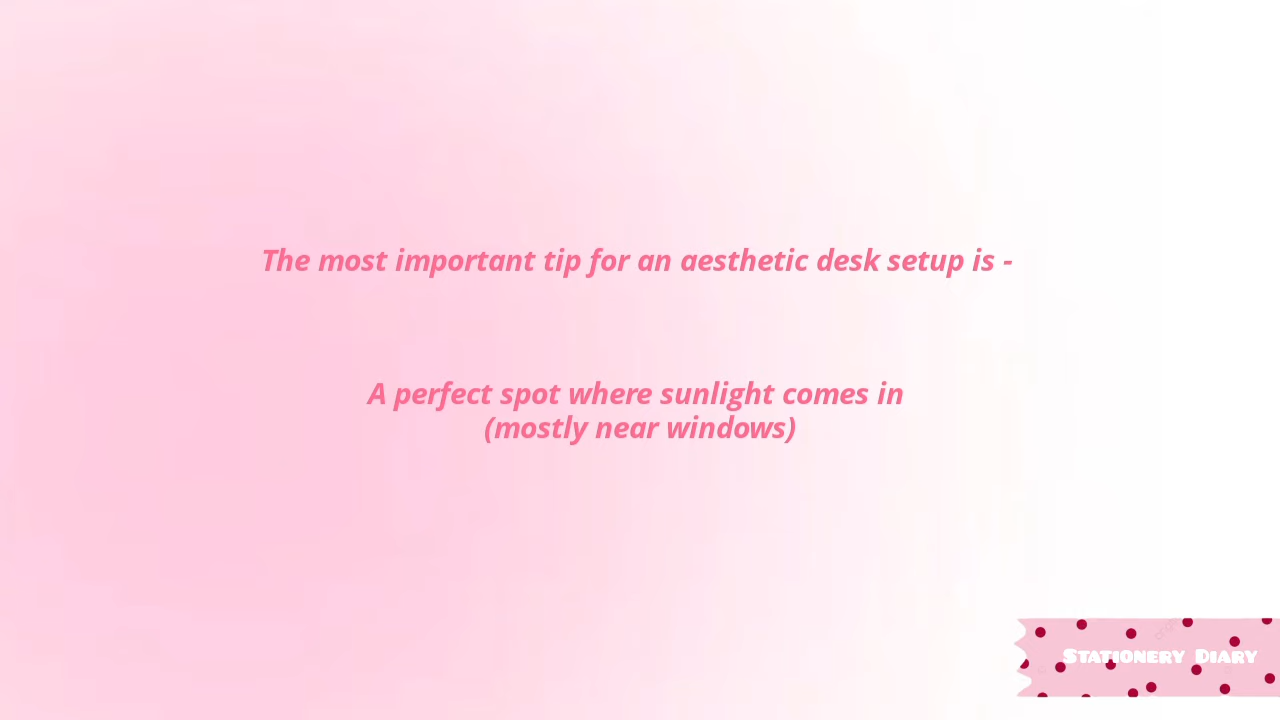 The most important tip for an aesthetic desk setup is -
A perfect spot where sunlight comes in
(mostly near windows)
Stationery Diary